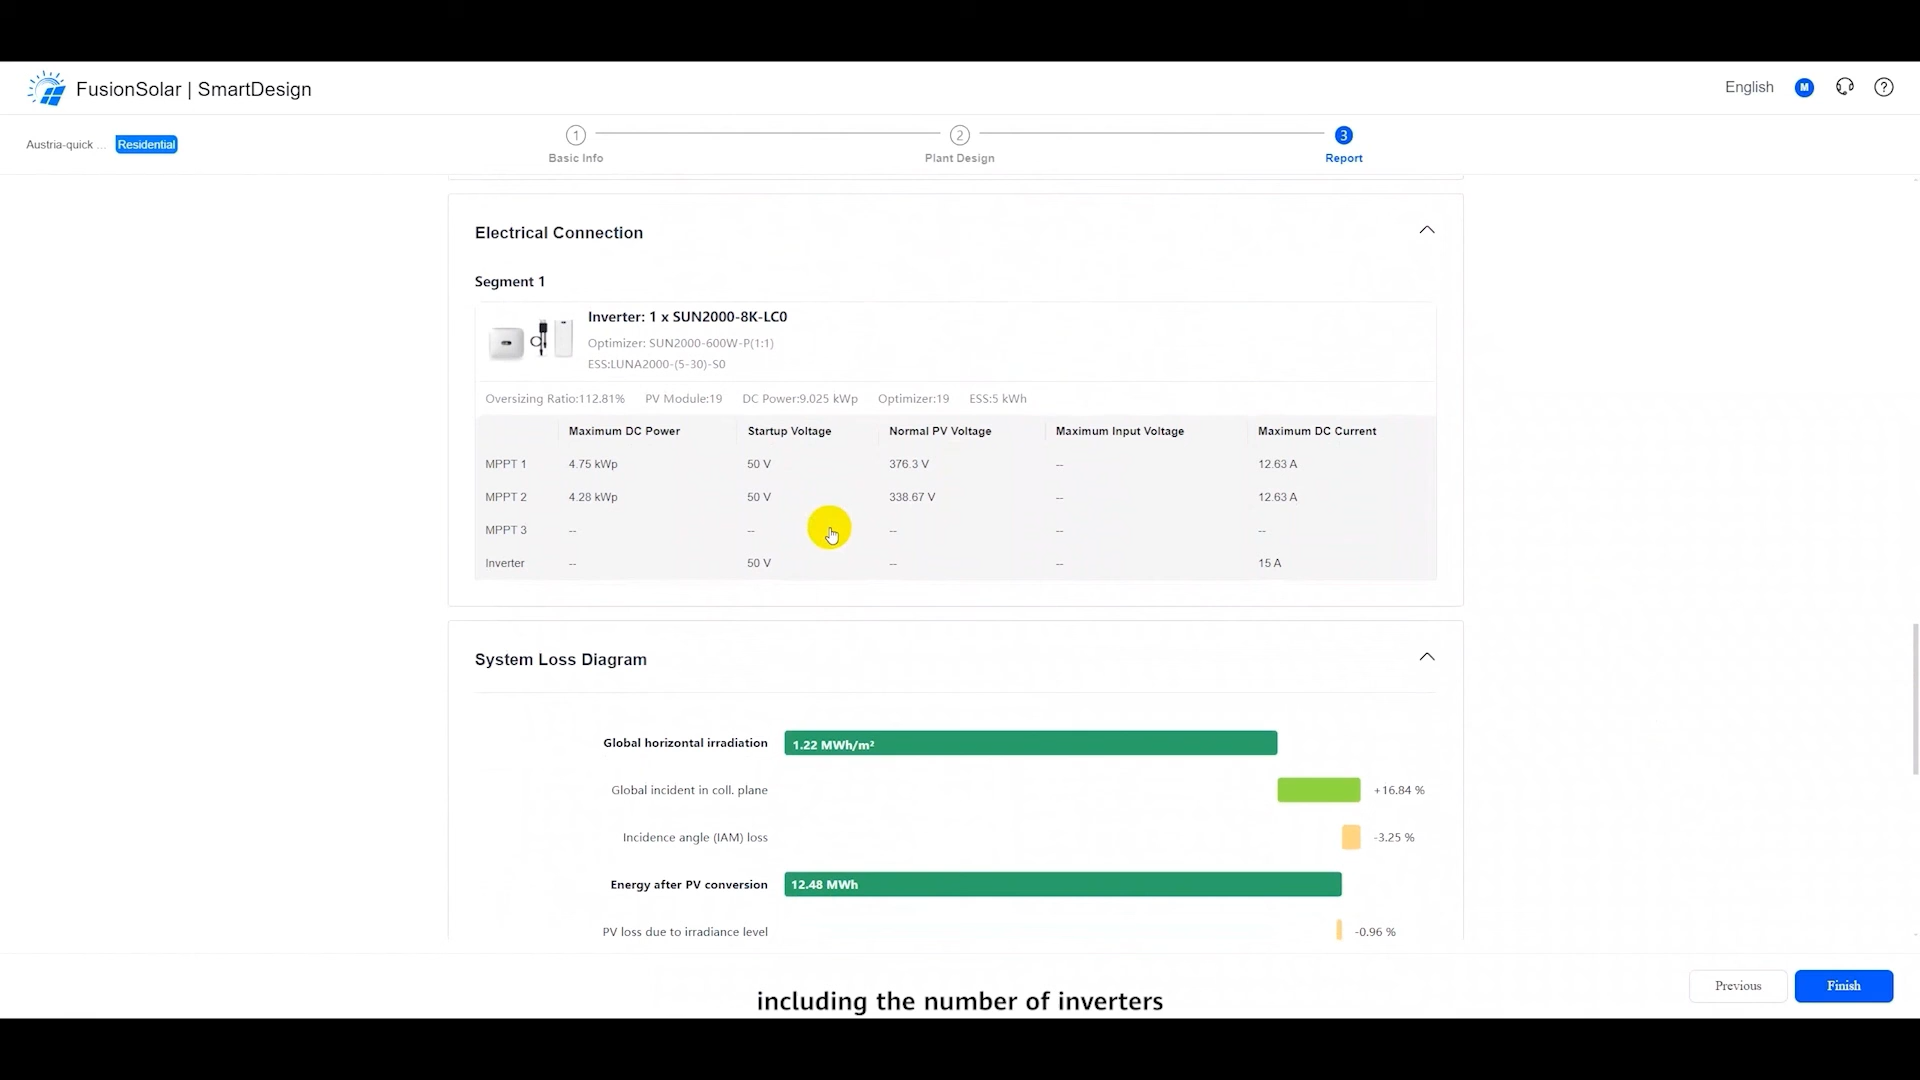 FusionSolar | SmartDesign
English
M
?
Austria-quick ...
Residential
1
Basic Info
2
Plant Design
3
Report
Electrical Connection
Segment 1
Inverter: 1 x SUN2000-8K-LC0
Optimizer: SUN2000-600W-P(1:1)
ESS:LUNA2000-(5-30)-S0
Oversizing Ratio:112.81% PV Module:19 DC Power:9.025 kWp Optimizer:19 ESS:5 kWh
Maximum DC Power Startup Voltage Normal PV Voltage Maximum Input Voltage Maximum DC Current
MPPT 1 4.75 kWp 50 V 376.3 V -- 12.63 A
MPPT 2 4.28 kWp 50 V 338.67 V -- 12.63 A
MPPT 3 -- -- -- -- --
Inverter -- 50 V -- -- 15 A
System Loss Diagram
Global horizontal irradiation 1.22 MWh/m²
Global incident in coll. plane +16.84 %
Incidence angle (IAM) loss -3.25 %
Energy after PV conversion 12.48 MWh
PV loss due to irradiance level -0.96 %
Previous
Finish
including the number of inverters